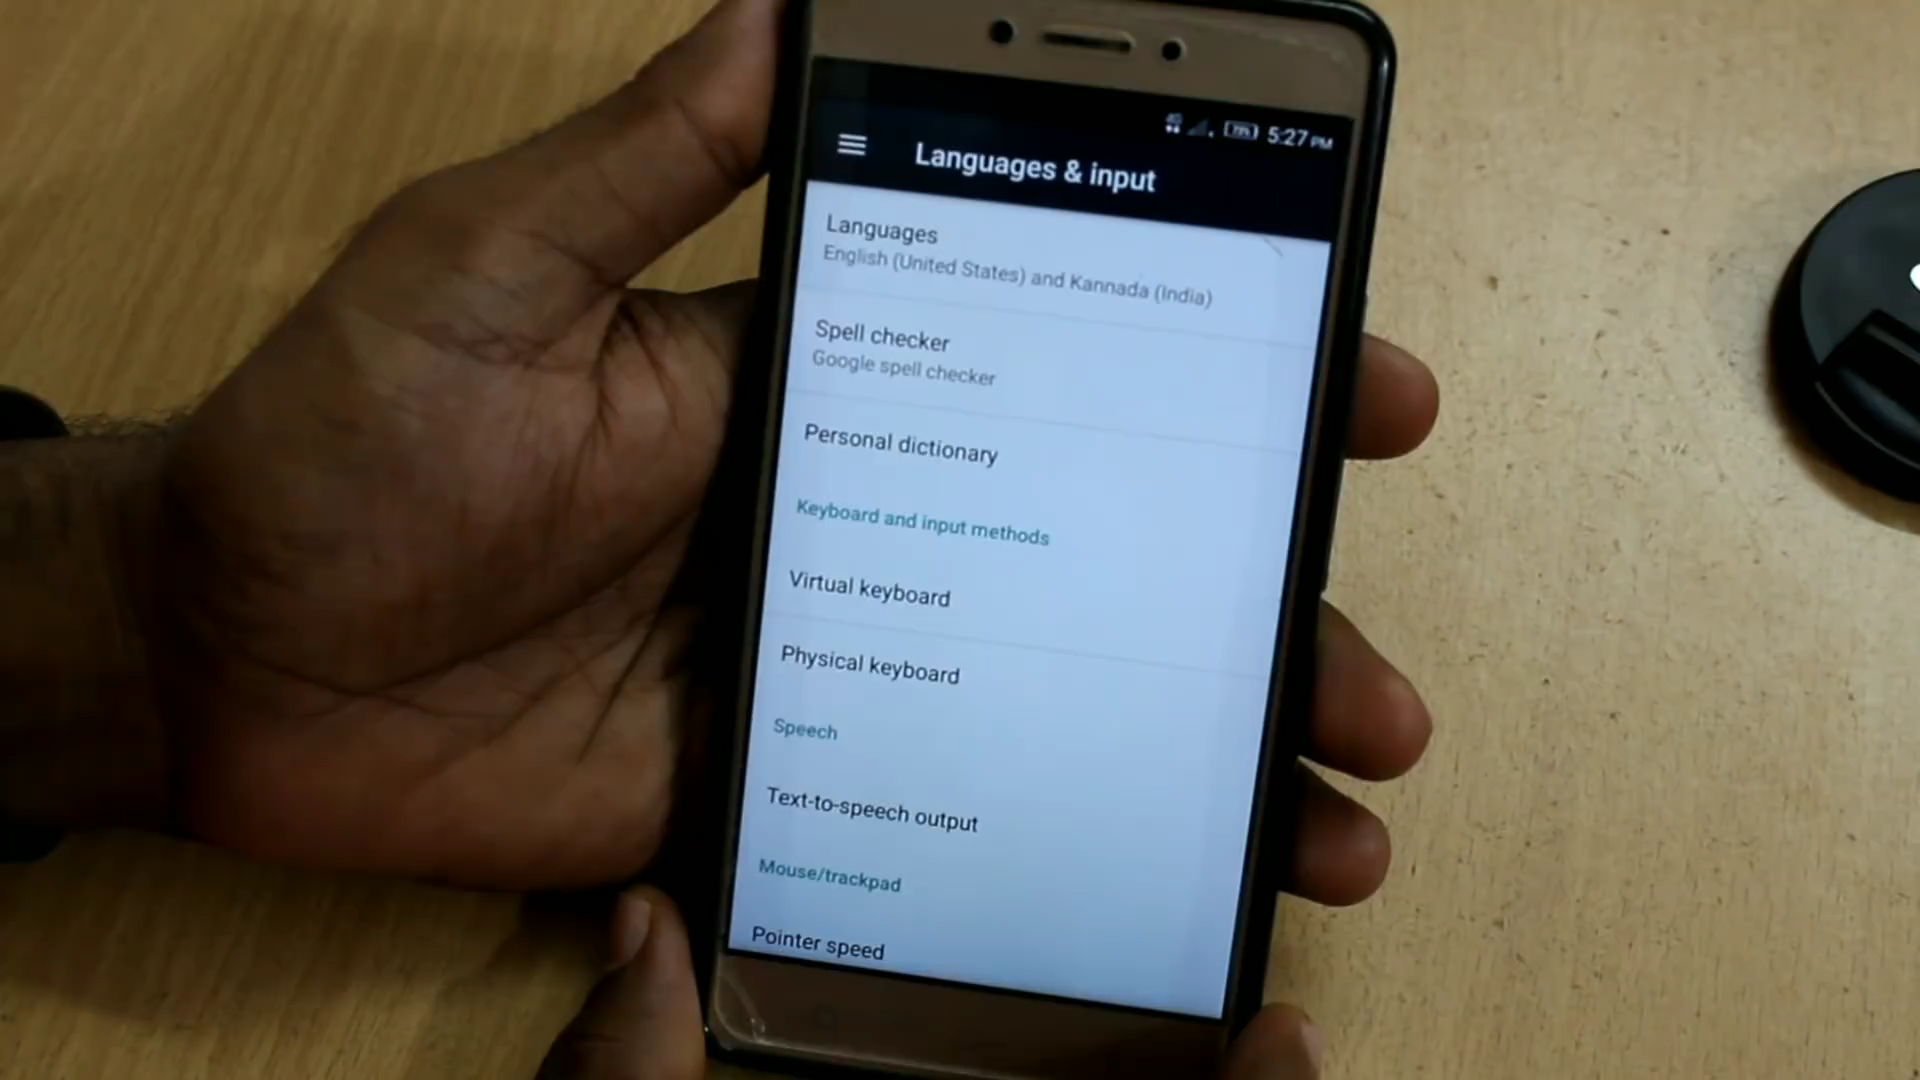 5:27 PM
Languages & input
Languages
English (United States) and Kannada (India)
Spell checker
Google spell checker
Personal dictionary
Keyboard and input methods
Virtual keyboard
Physical keyboard
Speech
Text-to-speech output
Mouse/trackpad
Pointer speed